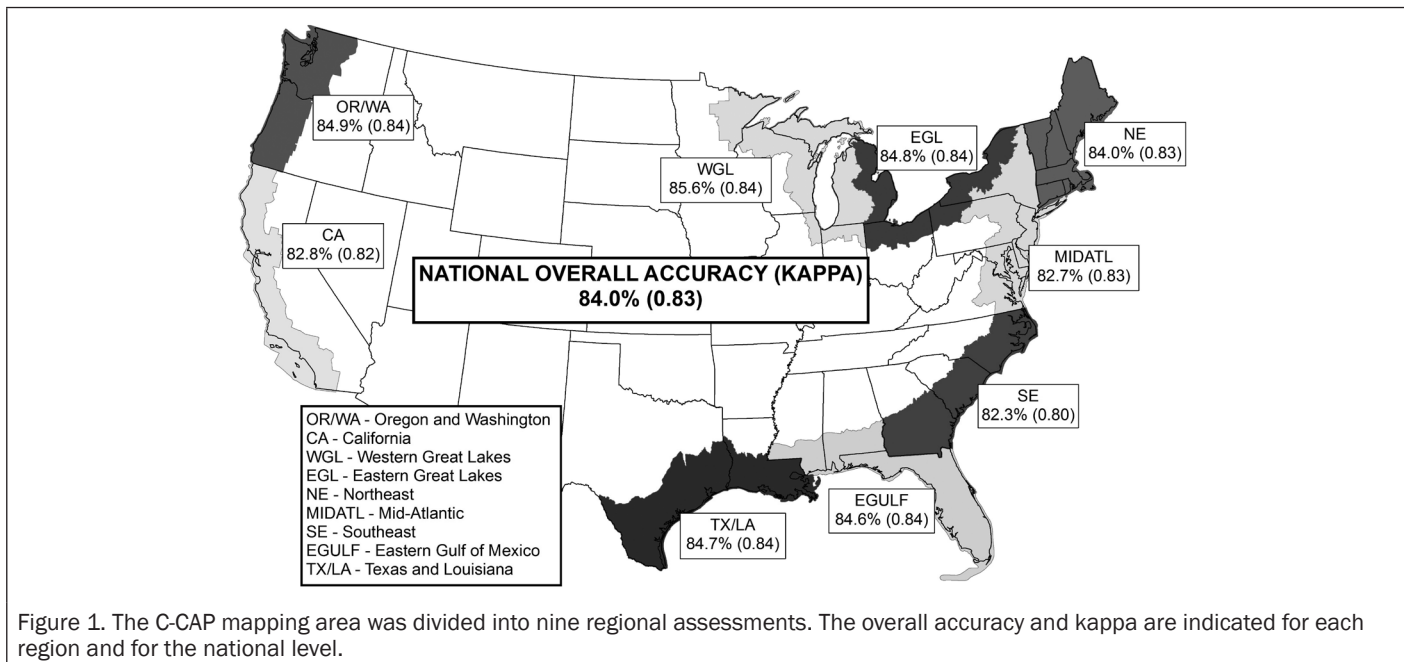 OR/WA
84.9% (0.84)
EGL
84.8% (0.84)
NE
84.0% (0.83)
WGL
85.6% (0.84)
CA
82.8% (0.82)
MIDATL
82.7% (0.83)
NATIONAL OVERALL ACCURACY (KAPPA)
84.0% (0.83)
SE
82.3% (0.80)
OR/WA - Oregon and Washington
CA - California
WGL - Western Great Lakes
EGL - Eastern Great Lakes
NE - Northeast
MIDATL - Mid-Atlantic
SE - Southeast
EGULF - Eastern Gulf of Mexico
TX/LA - Texas and Louisiana
EGULF
84.6% (0.84)
TX/LA
84.7% (0.84)
Figure 1. The C-CAP mapping area was divided into nine regional assessments. The overall accuracy and kappa are indicated for each
region and for the national level.